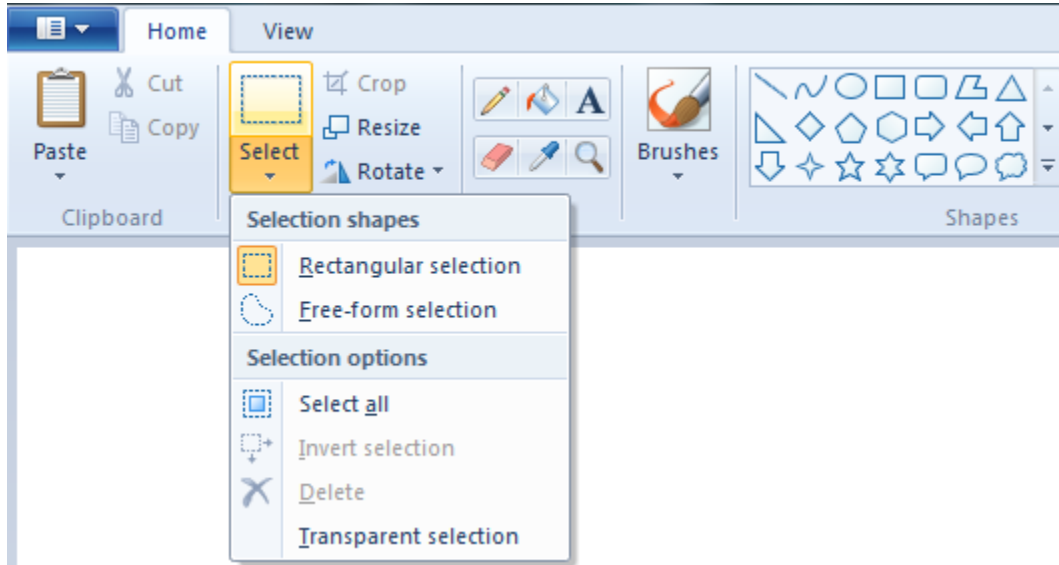 Home View
Cut
Copy
Paste
Clipboard
Select
Crop
Resize
Rotate
A
Brushes
Shapes
Selection shapes
Rectangular selection
Free-form selection
Selection options
Select all
Invert selection
Delete
Transparent selection